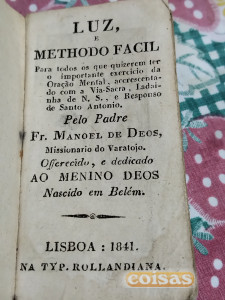 LUZ,
E
METHODO FACIL
Para todos os que quizerem ter
o importante exercicio da
Oração Mental, accrescentan-
do com a Via-Sacra, Ladai-
nha de N. S., e Responso
de Santo Antonio.
Pelo Padre
FR. MANOEL DE DEOS,
Missionario do Varatojo.
Offerecido, e dedicado
AO MENINO DEOS
Nascido em Belém.
LISBOA: 1841.
NA TYP. ROLLANDIANA.
coisas